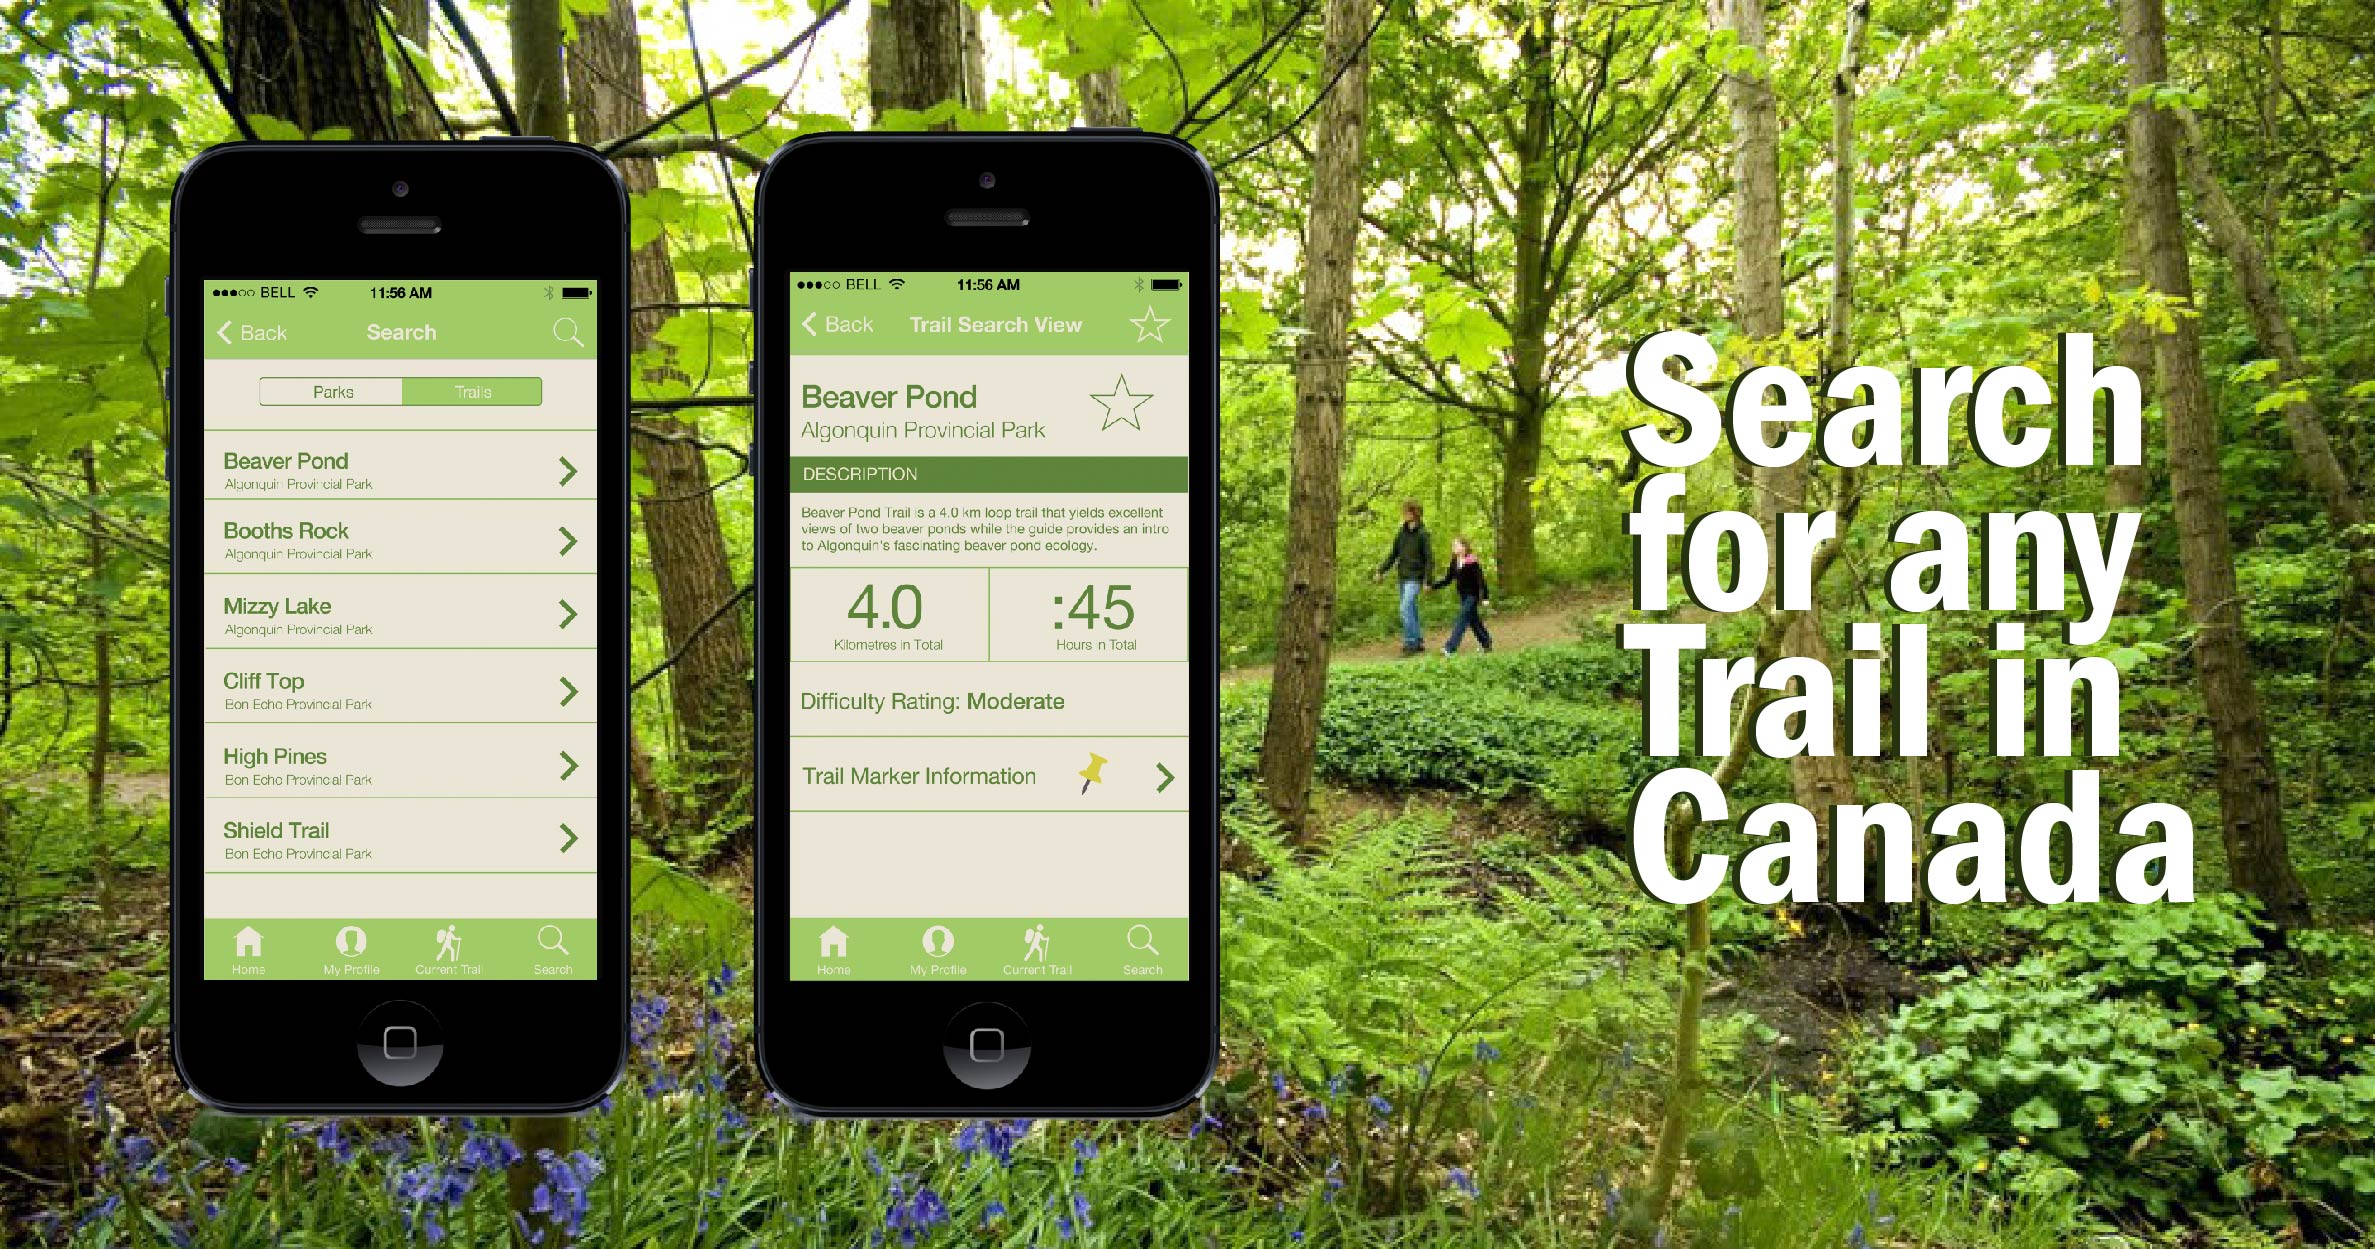 BELL 11:56 AM
Back Search
Parks Trails
Beaver Pond
Algonquin Provincial Park
Booths Rock
Algonquin Provincial Park
Mizzy Lake
Algonquin Provincial Park
Cliff Top
Bon Echo Provincial Park
High Pines
Bon Echo Provincial Park
Shield Trail
Bon Echo Provincial Park
Home My Profile Current Trail Search
BELL 11:56 AM
Back Trail Search View
Beaver Pond
Algonquin Provincial Park
DESCRIPTION
Beaver Pond Trail is a 4.0 km loop trail that yields excellent
views of two beaver ponds while the guide provides an intro
to Algonquin's fascinating beaver pond ecology.
4.0 :45
Kilometres in Total Hours in Total
Difficulty Rating: Moderate
Trail Marker Information
Home My Profile Current Trail Search
Search
for any
Trail in
Canada